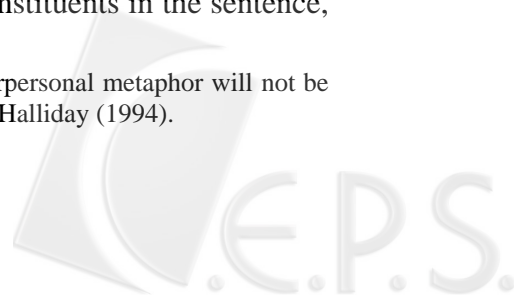 nstituents in the sentence,
rpersonal metaphor will not be
Halliday (1994).
C.E.P.S.